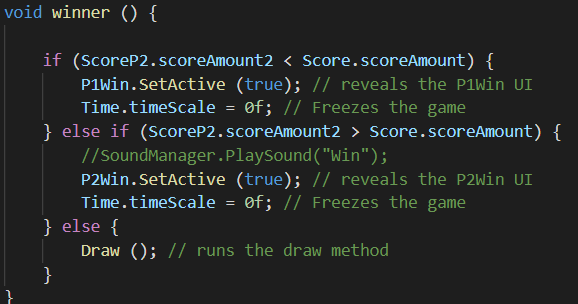 void winner () {
if (ScoreP2.scoreAmount2 < Score.scoreAmount) {
P1Win.SetActive (true); // reveals the P1Win UI
Time.timeScale = 0f; // Freezes the game
} else if (ScoreP2.scoreAmount2 > Score.scoreAmount) {
//SoundManager.PlaySound("Win");
P2Win.SetActive (true); // reveals the P2Win UI
Time.timeScale = 0f; // Freezes the game
} else {
Draw (); // runs the draw method
}
}